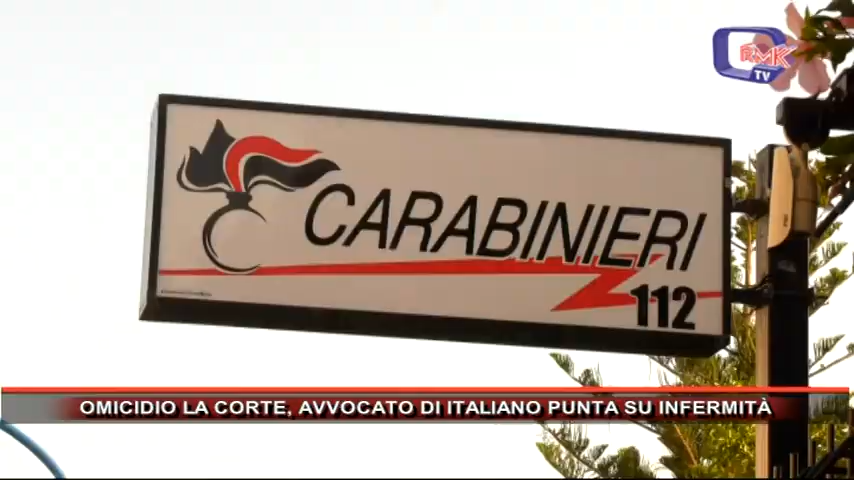 RMK
TV
CARABINIERI
112
OMICIDIO LA CORTE, AVVOCATO DI ITALIANO PUNTA SU INFERMITÀ